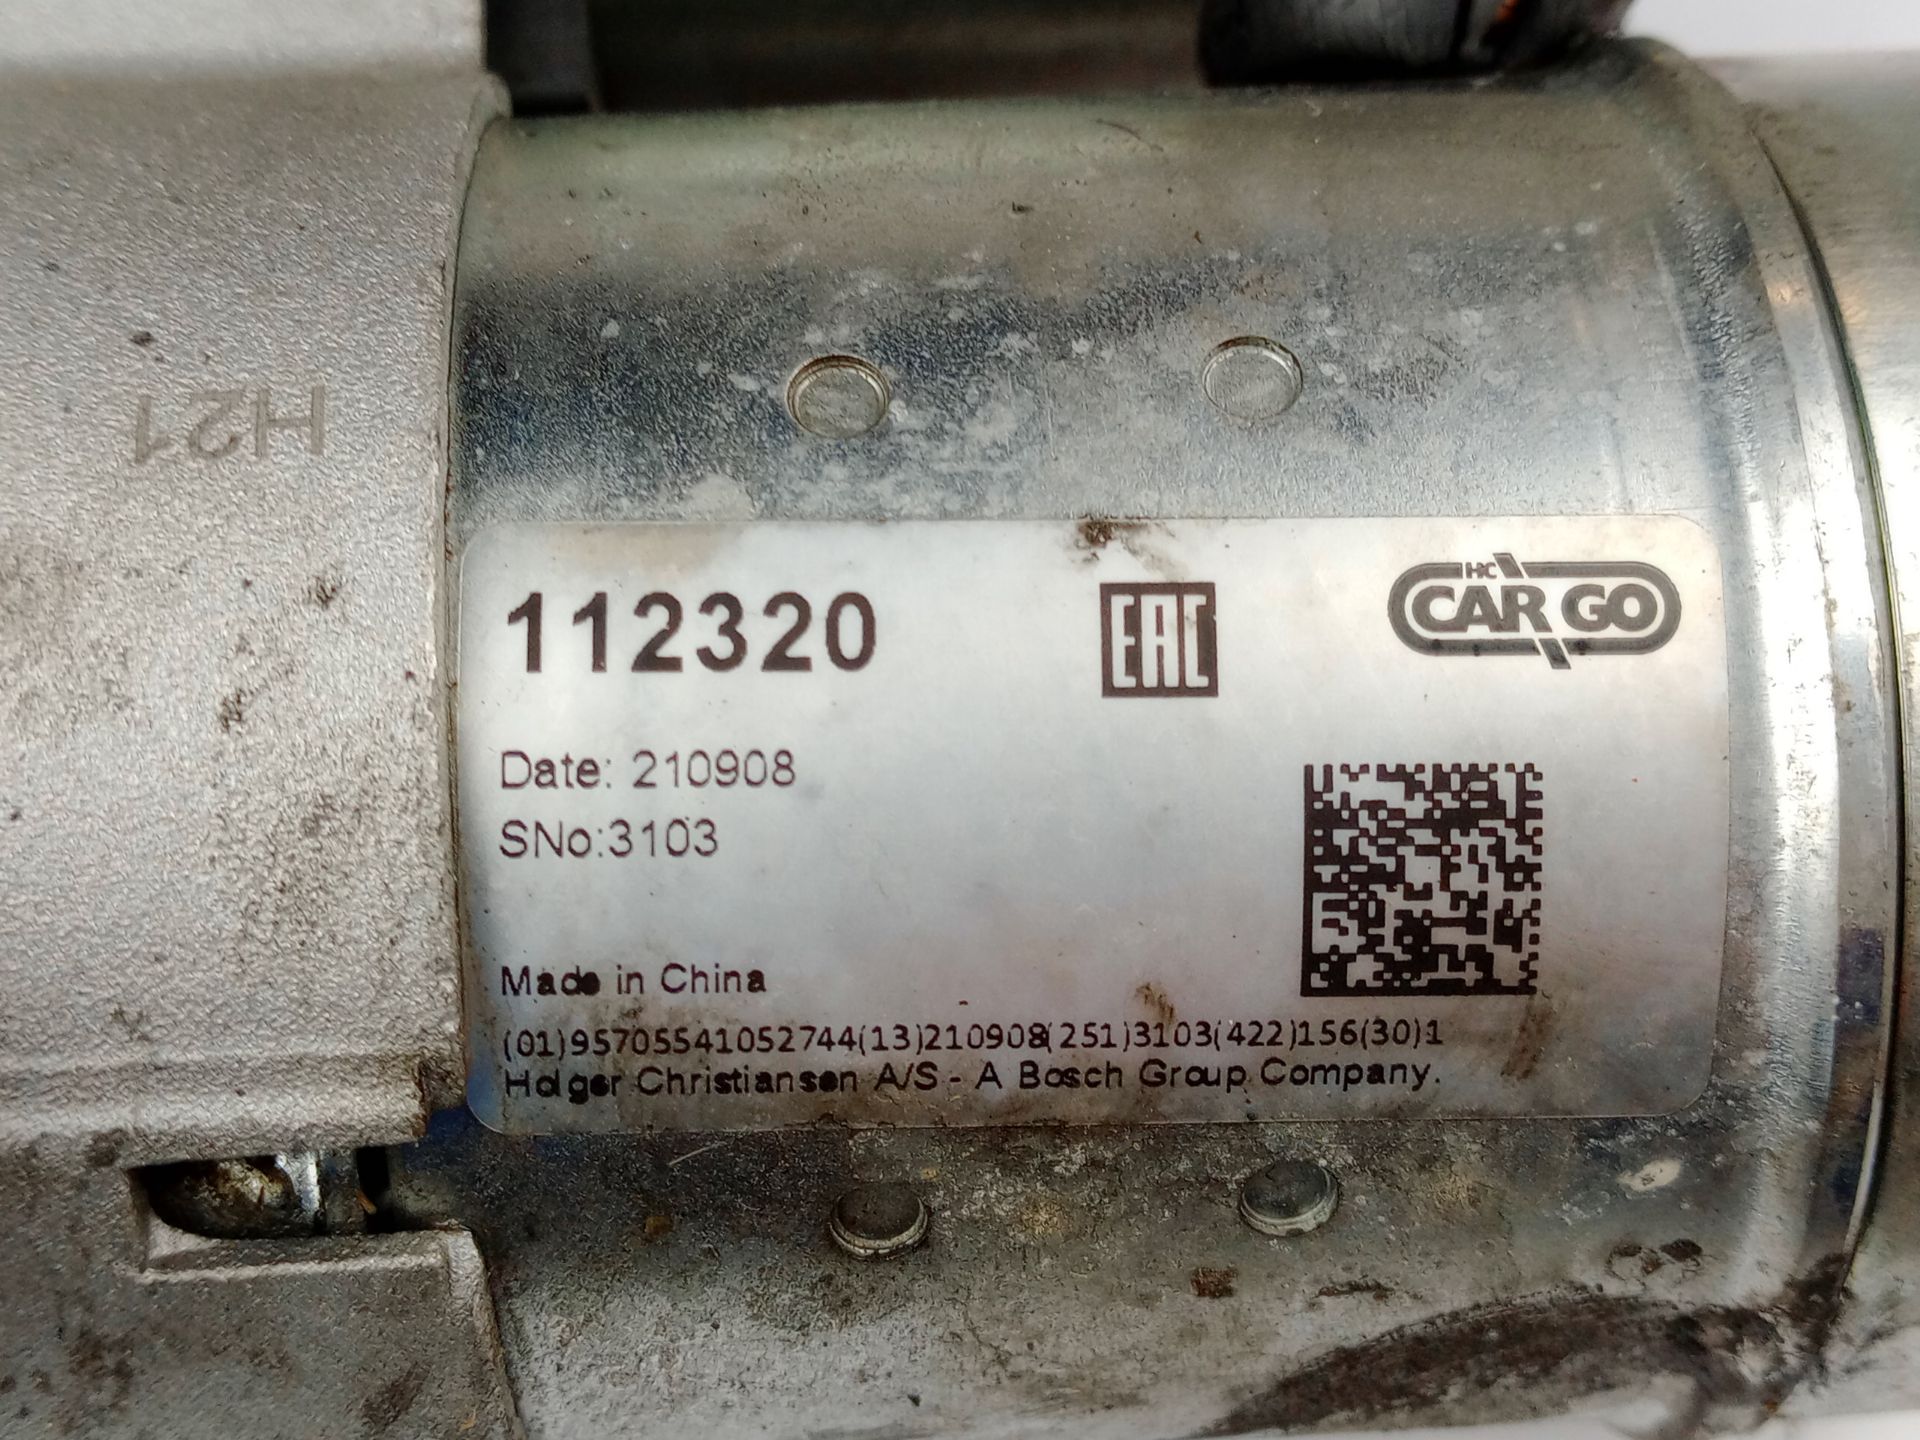 H21
112320
EAC
HC
CARGO
Date: 210908
SNo:3103
Made in China
(01)95705541052744(13)210908(251)3103(422)156(30)1
Holger Christiansen A/S - A Bosch Group Company.